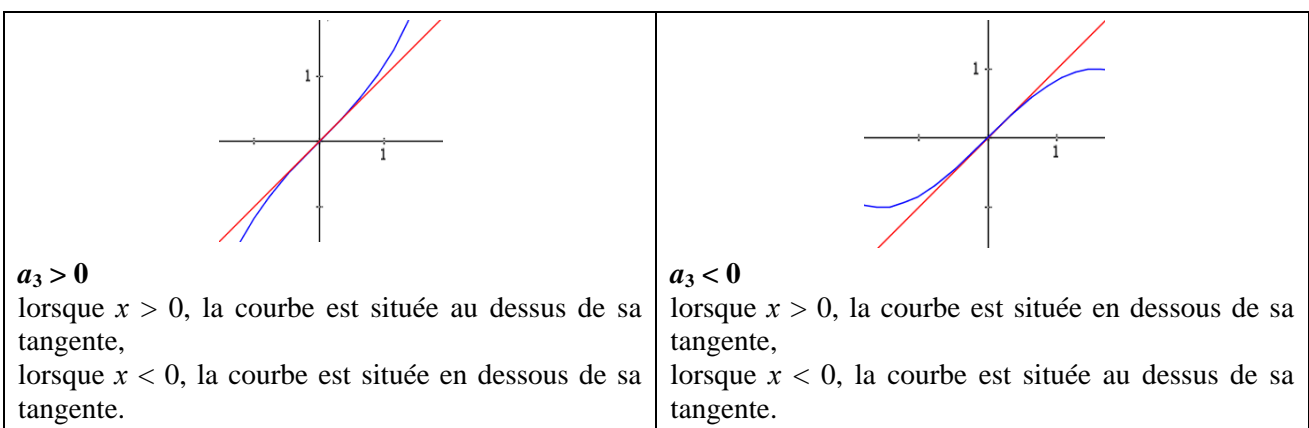 1
1
a₃ > 0
lorsque x > 0, la courbe est située au dessus de sa
tangente,
lorsque x < 0, la courbe est située en dessous de sa
tangente.
1
1
a₃ < 0
lorsque x > 0, la courbe est située en dessous de sa
tangente,
lorsque x < 0, la courbe est située au dessus de sa
tangente.